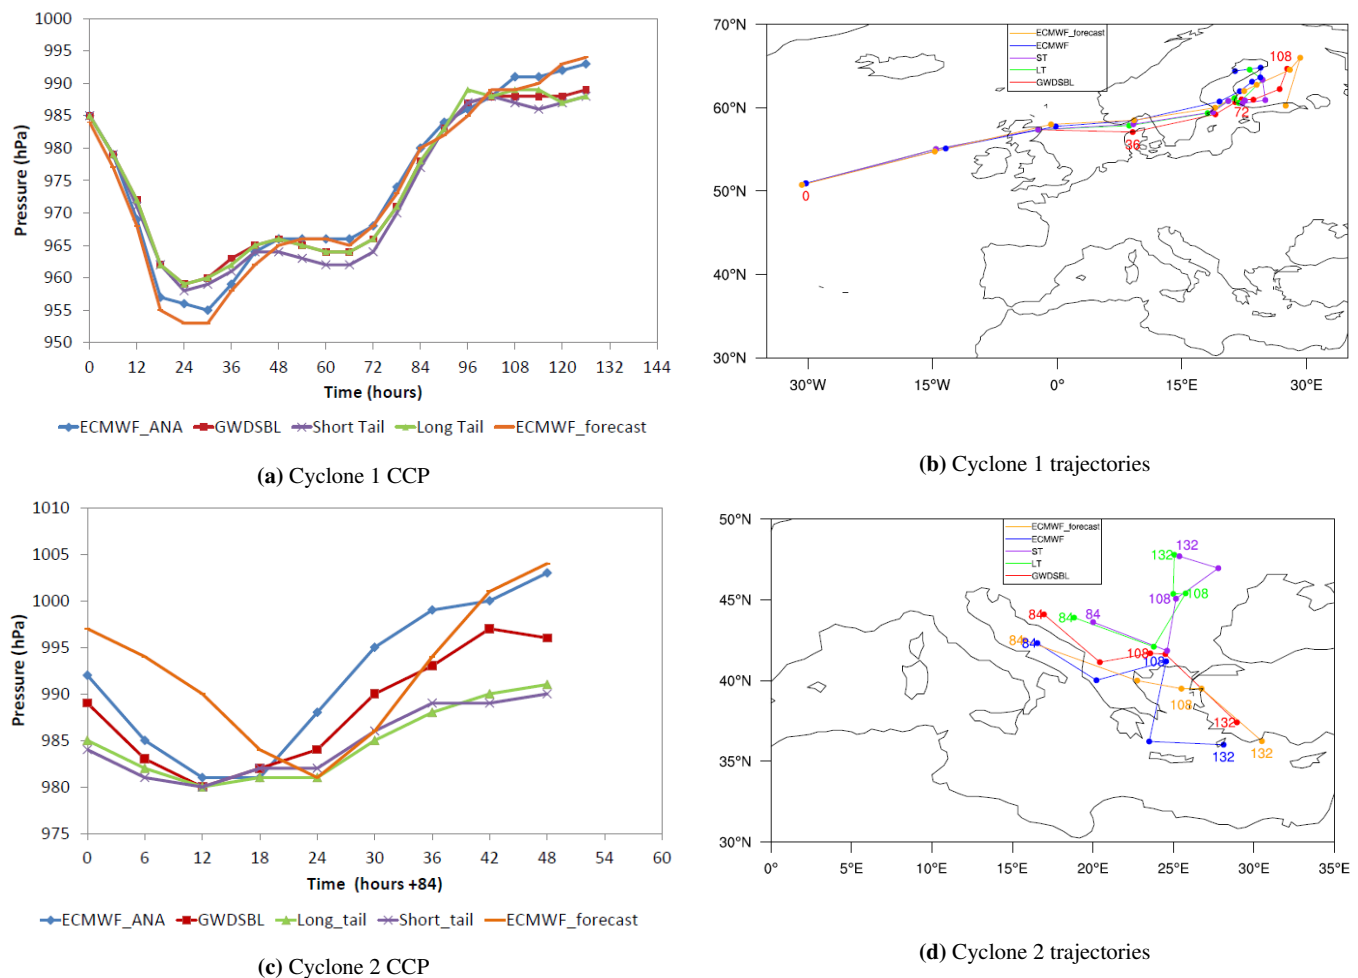 1000
995
990
985
980
975
970
965
960
955
950
Pressure (hPa)
0 12 24 36 48 60 72 84 96 108 120 132 144
Time (hours)
ECMWF_ANA GWDSBL Short Tail Long Tail ECMWF_forecast
(a) Cyclone 1 CCP
70°N
60°N
50°N
40°N
30°N
ECMWF_forecast
ECMWF
ST
LT
GWDSBL
108
72
36
0
30°W 15°W 0° 15°E 30°E
(b) Cyclone 1 trajectories
1010
1005
1000
995
990
985
980
975
Pressure (hPa)
0 6 12 18 24 30 36 42 48 54 60
Time (hours +84)
ECMWF_ANA GWDSBL Long_tail Short_tail ECMWF_forecast
(c) Cyclone 2 CCP
50°N
45°N
40°N
35°N
30°N
ECMWF_forecast
ECMWF
ST
LT
GWDSBL
132 132
108 108
84 84 84
84 84
108 108
108
132 132
132
0° 5°E 10°E 15°E 20°E 25°E 30°E 35°E
(d) Cyclone 2 trajectories